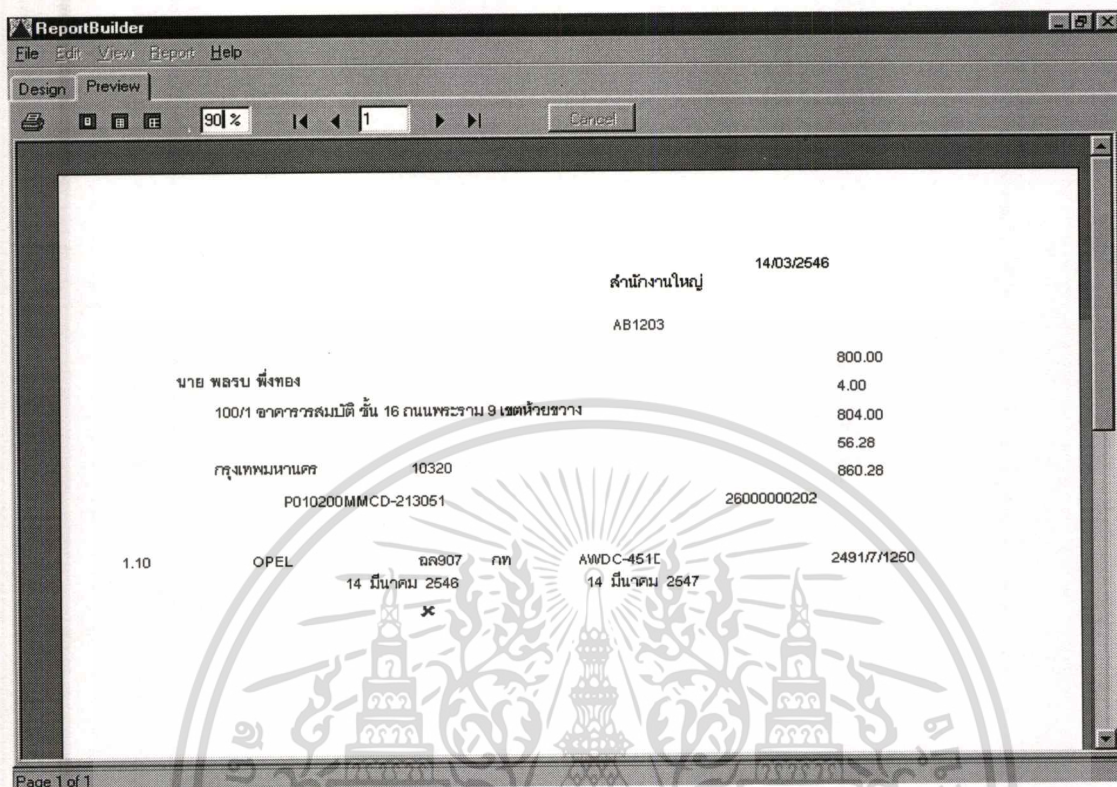 ReportBuilder
File Edit View Report Help
Design Preview
90 % 1 Cancel
14/03/2546
สำนักงานใหญ่
AB1203
800.00
นาย พลรบ พึ่งทอง
4.00
100/1 อาคารวรสมบัติ ชั้น 16 ถนนพระราม 9 เขตห้วยขวาง
804.00
56.28
กรุงเทพมหานคร 10320
860.28
P010200MMCD-213051 26000000202
1.10 OPEL ฉล907 กท AWDC-451 2491/7/1250
14 มีนาคม 2546 14 มีนาคม 2547
Page 1 of 1